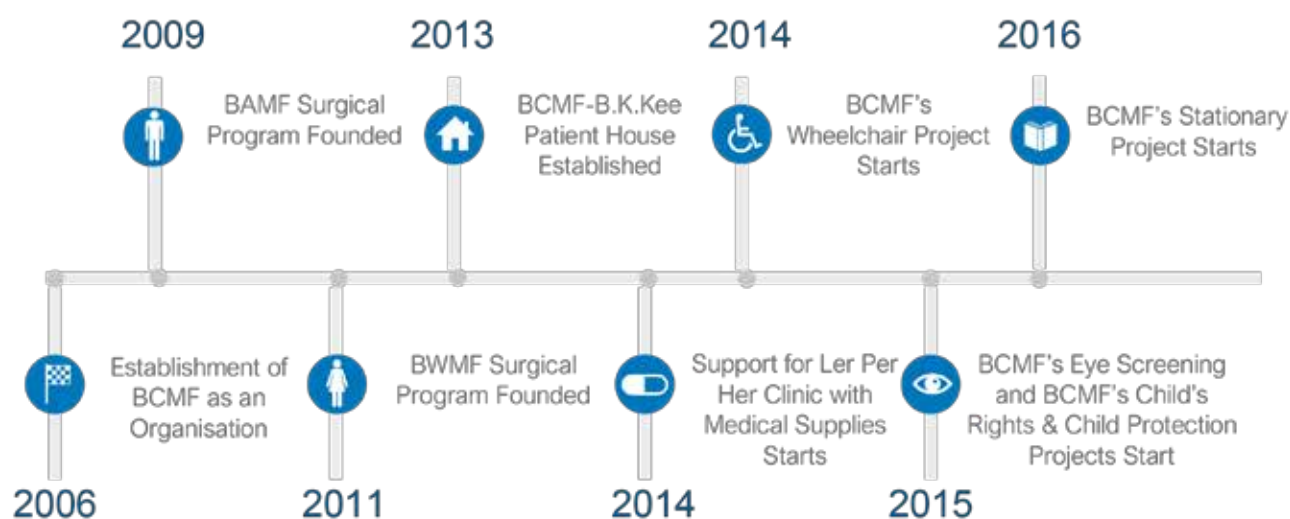 2009
BAMF Surgical
Program Founded
2013
BCMF-B.K.Kee
Patient House
Established
2014
BCMF's
Wheelchair Project
Starts
2016
BCMF's Stationary
Project Starts
Establishment of
BCMF as an
Organisation
2006
BWMF Surgical
Program Founded
2011
Support for Ler Per
Her Clinic with
Medical Supplies
Starts
2014
BCMF's Eye Screening
and BCMF's Child's
Rights & Child Protection
Projects Start
2015